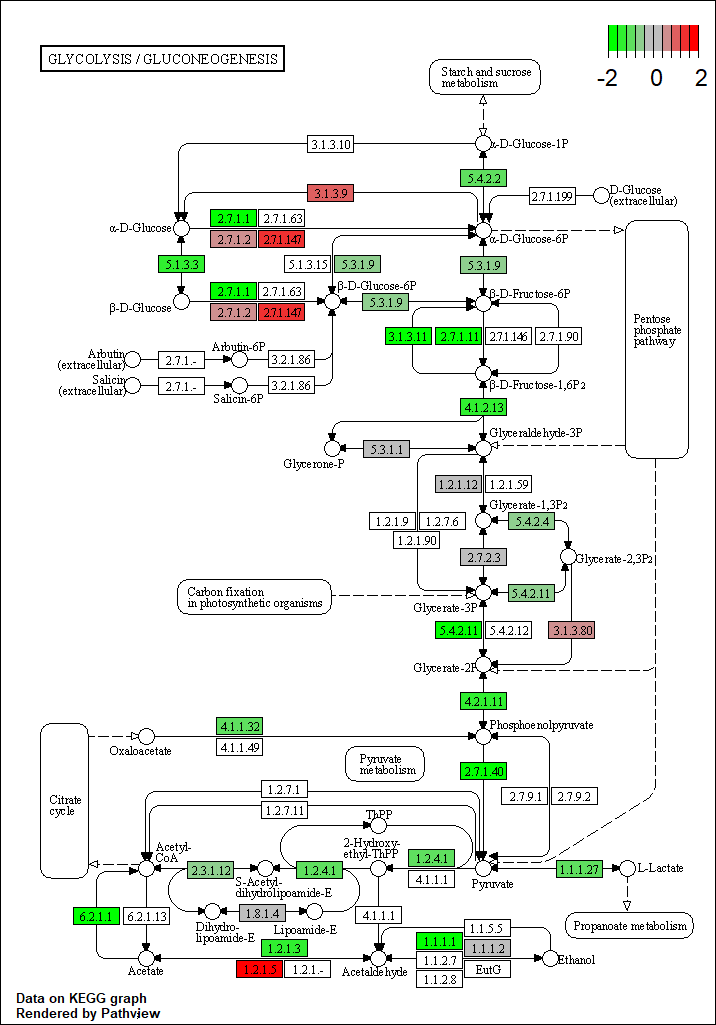 GLYCOLYSIS / GLUCONEOGENESIS
-2 0 2
Starch and sucrose
metabolism
3.1.3.10
α-D-Glucose-1P
5.4.2.2
3.1.3.9
2.7.1.199
D-Glucose
(extracellular)
α-D-Glucose
2.7.1.1
2.7.1.63
2.7.1.2
2.7.1.147
α-D-Glucose-6P
5.1.3.3
5.1.3.15
5.3.1.9
5.3.1.9
β-D-Glucose
2.7.1.1
2.7.1.63
2.7.1.2
2.7.1.147
β-D-Glucose-6P
5.3.1.9
β-D-Fructose-6P
Pentose
phosphate
pathway
3.1.3.11
2.7.1.11
2.7.1.146
2.7.1.90
Arbutin
(extracellular)
2.7.1.-
Arbutin-6P
3.2.1.86
Salicin
(extracellular)
2.7.1.-
Salicin-6P
3.2.1.86
β-D-Fructose-1,6P2
4.1.2.13
Glyceraldehyde-3P
5.3.1.1
Glycerone-P
1.2.1.12
1.2.1.59
Glycerate-1,3P2
1.2.1.9
1.2.7.6
1.2.1.90
5.4.2.4
2.7.2.3
Glycerate-2,3P2
Carbon fixation
in photosynthetic organisms
5.4.2.11
Glycerate-3P
5.4.2.11
5.4.2.12
3.1.3.80
Glycerate-2P
4.2.1.11
Phosphoenolpyruvate
4.1.1.32
4.1.1.49
Oxaloacetate
Pyruvate
metabolism
2.7.1.40
2.7.9.1
2.7.9.2
Citrate
cycle
1.2.7.1
1.2.7.11
ThPP
Acetyl-
CoA
2-Hydroxy-
ethyl-ThPP
2.3.1.12
S-Acetyl-
dihydrolipoamide-E
1.2.4.1
1.2.4.1
4.1.1.1
Pyruvate
1.1.1.27
L-Lactate
6.2.1.1
6.2.1.13
Dihydro-
lipoamide-E
1.8.1.4
Lipoamide-E
4.1.1.1
Propanoate metabolism
1.2.1.3
1.2.1.5
1.2.1.-
Acetate
Acetaldehyde
1.1.1.1
1.1.5.5
1.1.1.2
1.1.2.7
EutG
1.1.2.8
Ethanol
Data on KEGG graph
Rendered by Pathview